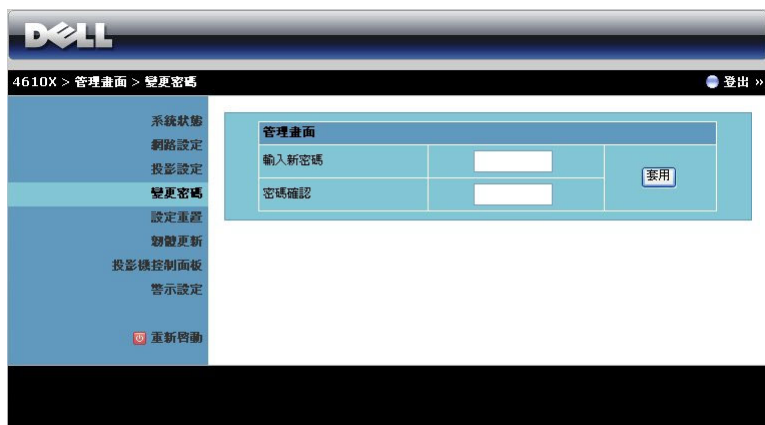 DELL
4610X > 管理畫面 > 變更密碼
登出 »
系統狀態
網路設定
投影設定
變更密碼
設定重置
韌體更新
投影機控制面板
警示設定
重新啓動
管理畫面
輸入新密碼
密碼確認
套用